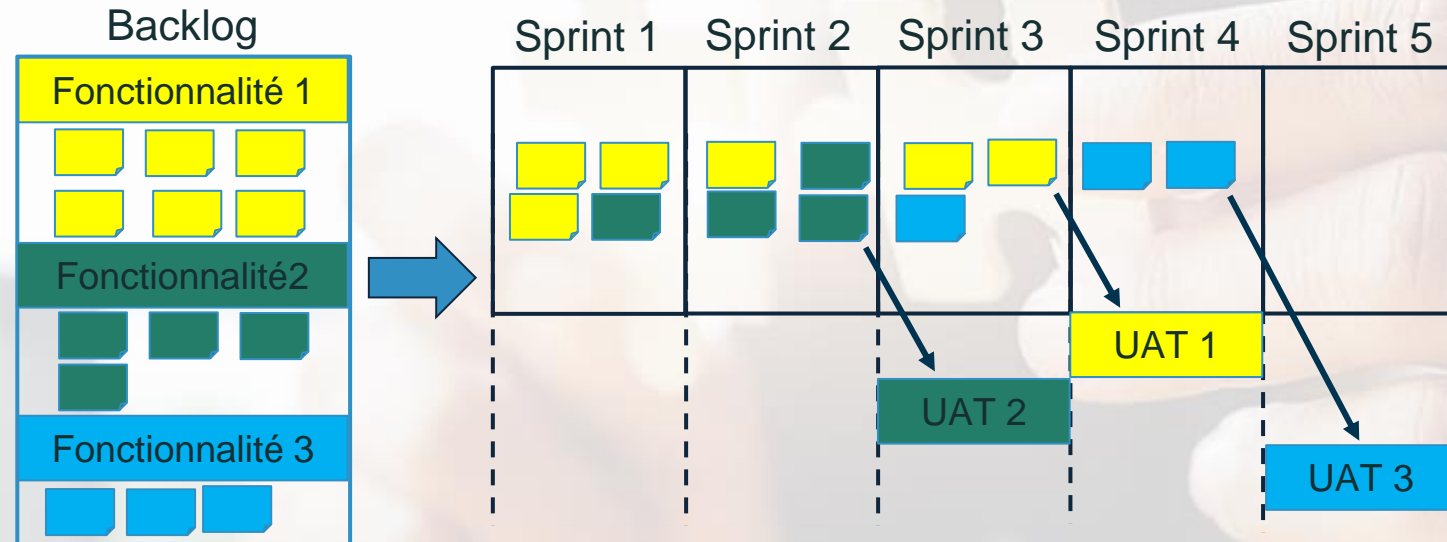 Backlog
Fonctionnalité 1
Fonctionnalité2
Fonctionnalité 3
Sprint 1
Sprint 2
Sprint 3
Sprint 4
Sprint 5
UAT 1
UAT 2
UAT 3